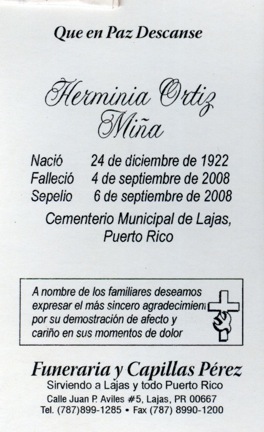 Que en Paz Descanse
Herminia Ortiz
Miña
Nació 24 de diciembre de 1922
Falleció 4 de septiembre de 2008
Sepelio 6 de septiembre de 2008
Cementerio Municipal de Lajas,
Puerto Rico
A nombre de los familiares deseamos
expresar el más sincero agradecimien
por su demostración de afecto y
cariño en sus momentos de dolor
Funeraria y Capillas Pérez
Sirviendo a Lajas y todo Puerto Rico
Calle Juan P. Aviles #5, Lajas, PR 00667
Tel. (787)899-1285 • Fax (787) 8990-1200